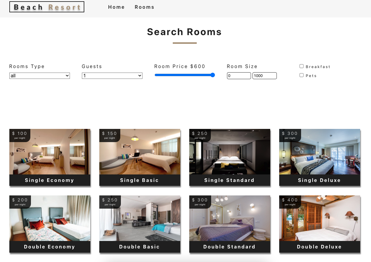 Beach Resort
Home Rooms
Search Rooms
Rooms Type Guests Room Price $600 Room Size
Breakfast
all 1 0 1000
Pets
$ 100 $ 150 $ 250 $ 300
per night per night per night per night
Single Economy Single Basic Single Standard Single Deluxe
$ 200 $ 250 $ 300 $ 400
per night per night per night per night
Double Economy Double Basic Double Standard Double Deluxe